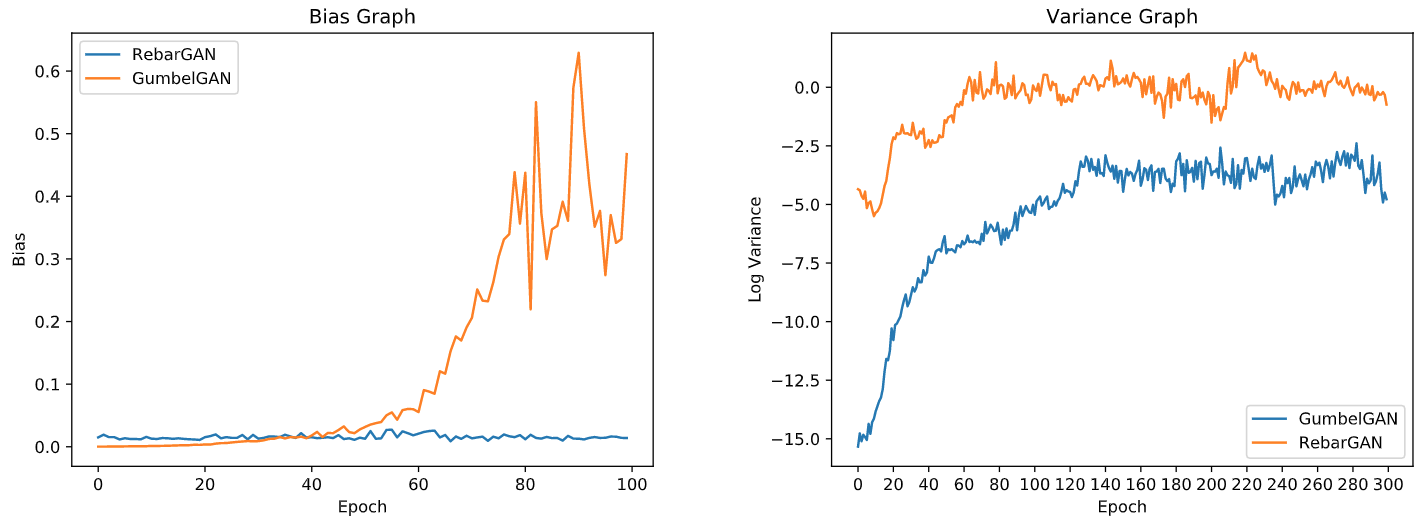 Bias Graph
RebarGAN
GumbelGAN
0.6
0.5
0.4
0.3
0.2
0.1
0.0
Bias
0 20 40 60 80 100
Epoch
Variance Graph
0.0
−2.5
−5.0
−7.5
−10.0
−12.5
−15.0
Log Variance
GumbelGAN
RebarGAN
0 20 40 60 80 100 120 140 160 180 200 220 240 260 280 300
Epoch